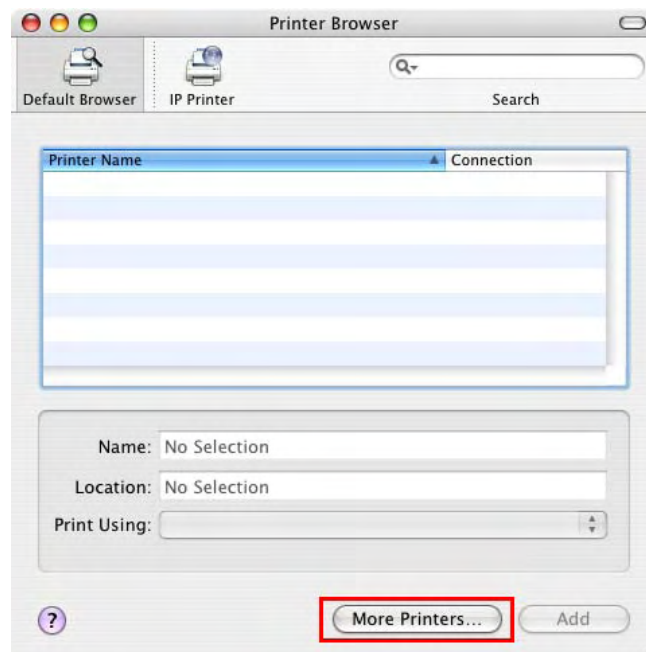 Printer Browser
Default Browser
IP Printer
Search
Printer Name
Connection
Name: No Selection
Location: No Selection
Print Using:
?
More Printers...
Add